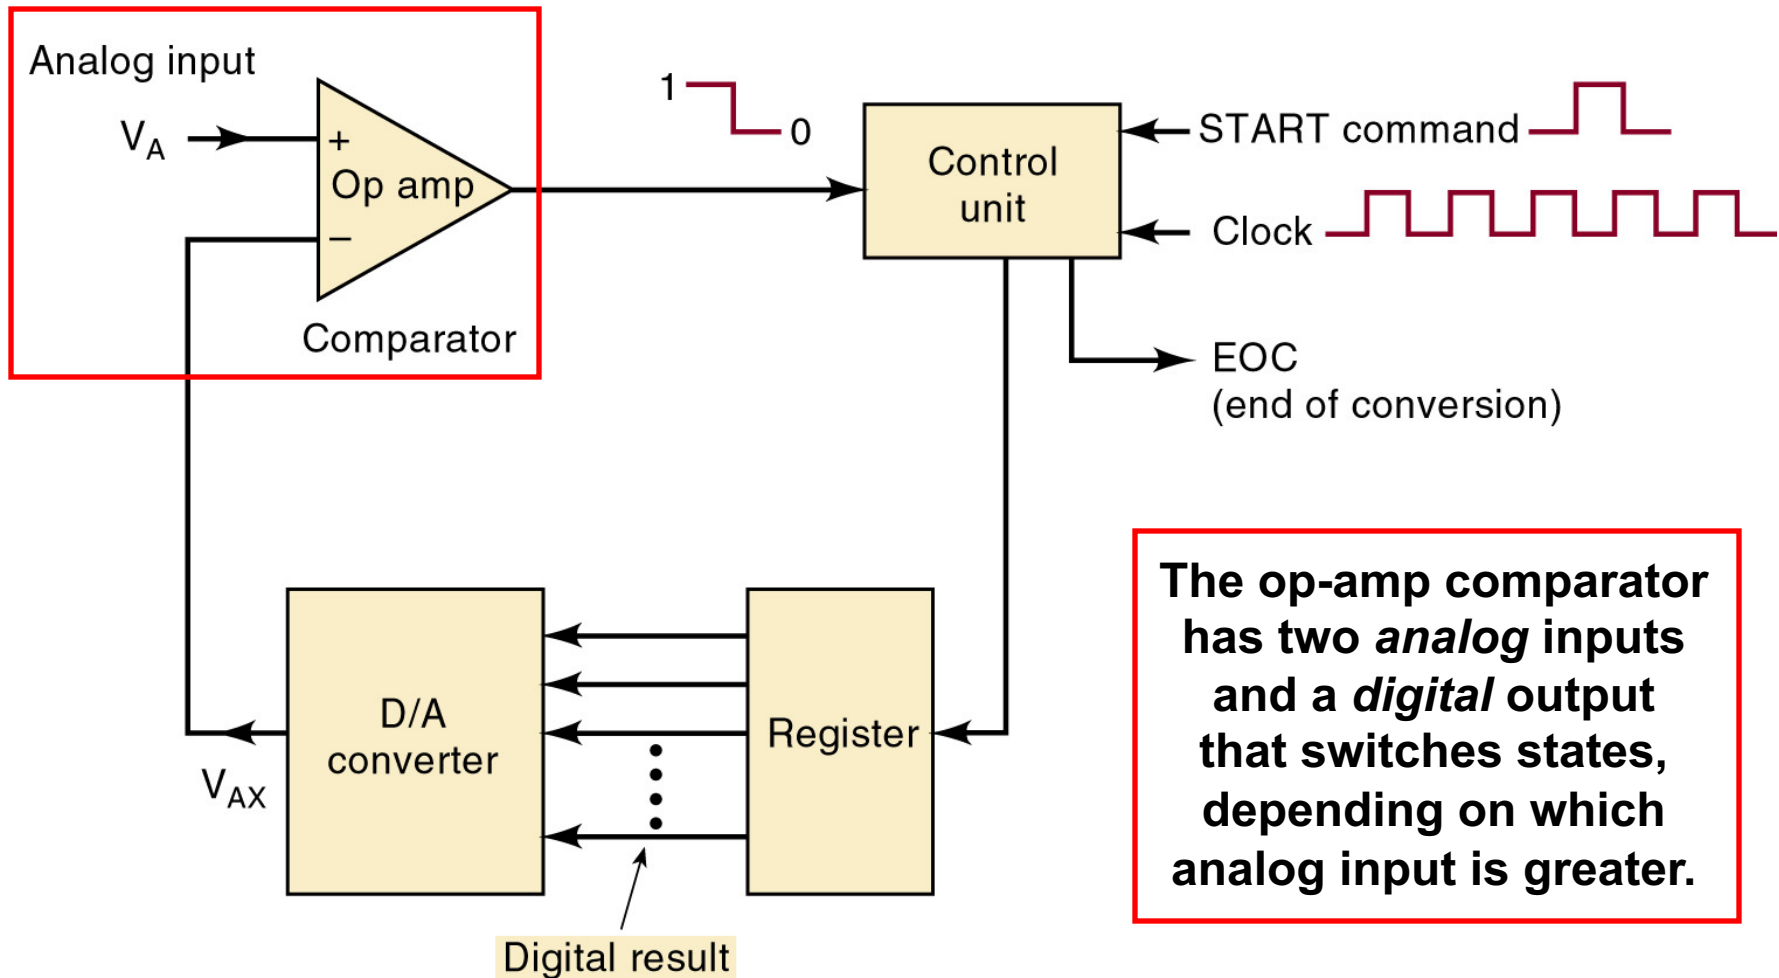 Analog input
V_A
+
Op amp
−
Comparator
1
0
Control
unit
START command
Clock
EOC
(end of conversion)
D/A
converter
V_AX
Register
Digital result
The op-amp comparator
has two analog inputs
and a digital output
that switches states,
depending on which
analog input is greater.